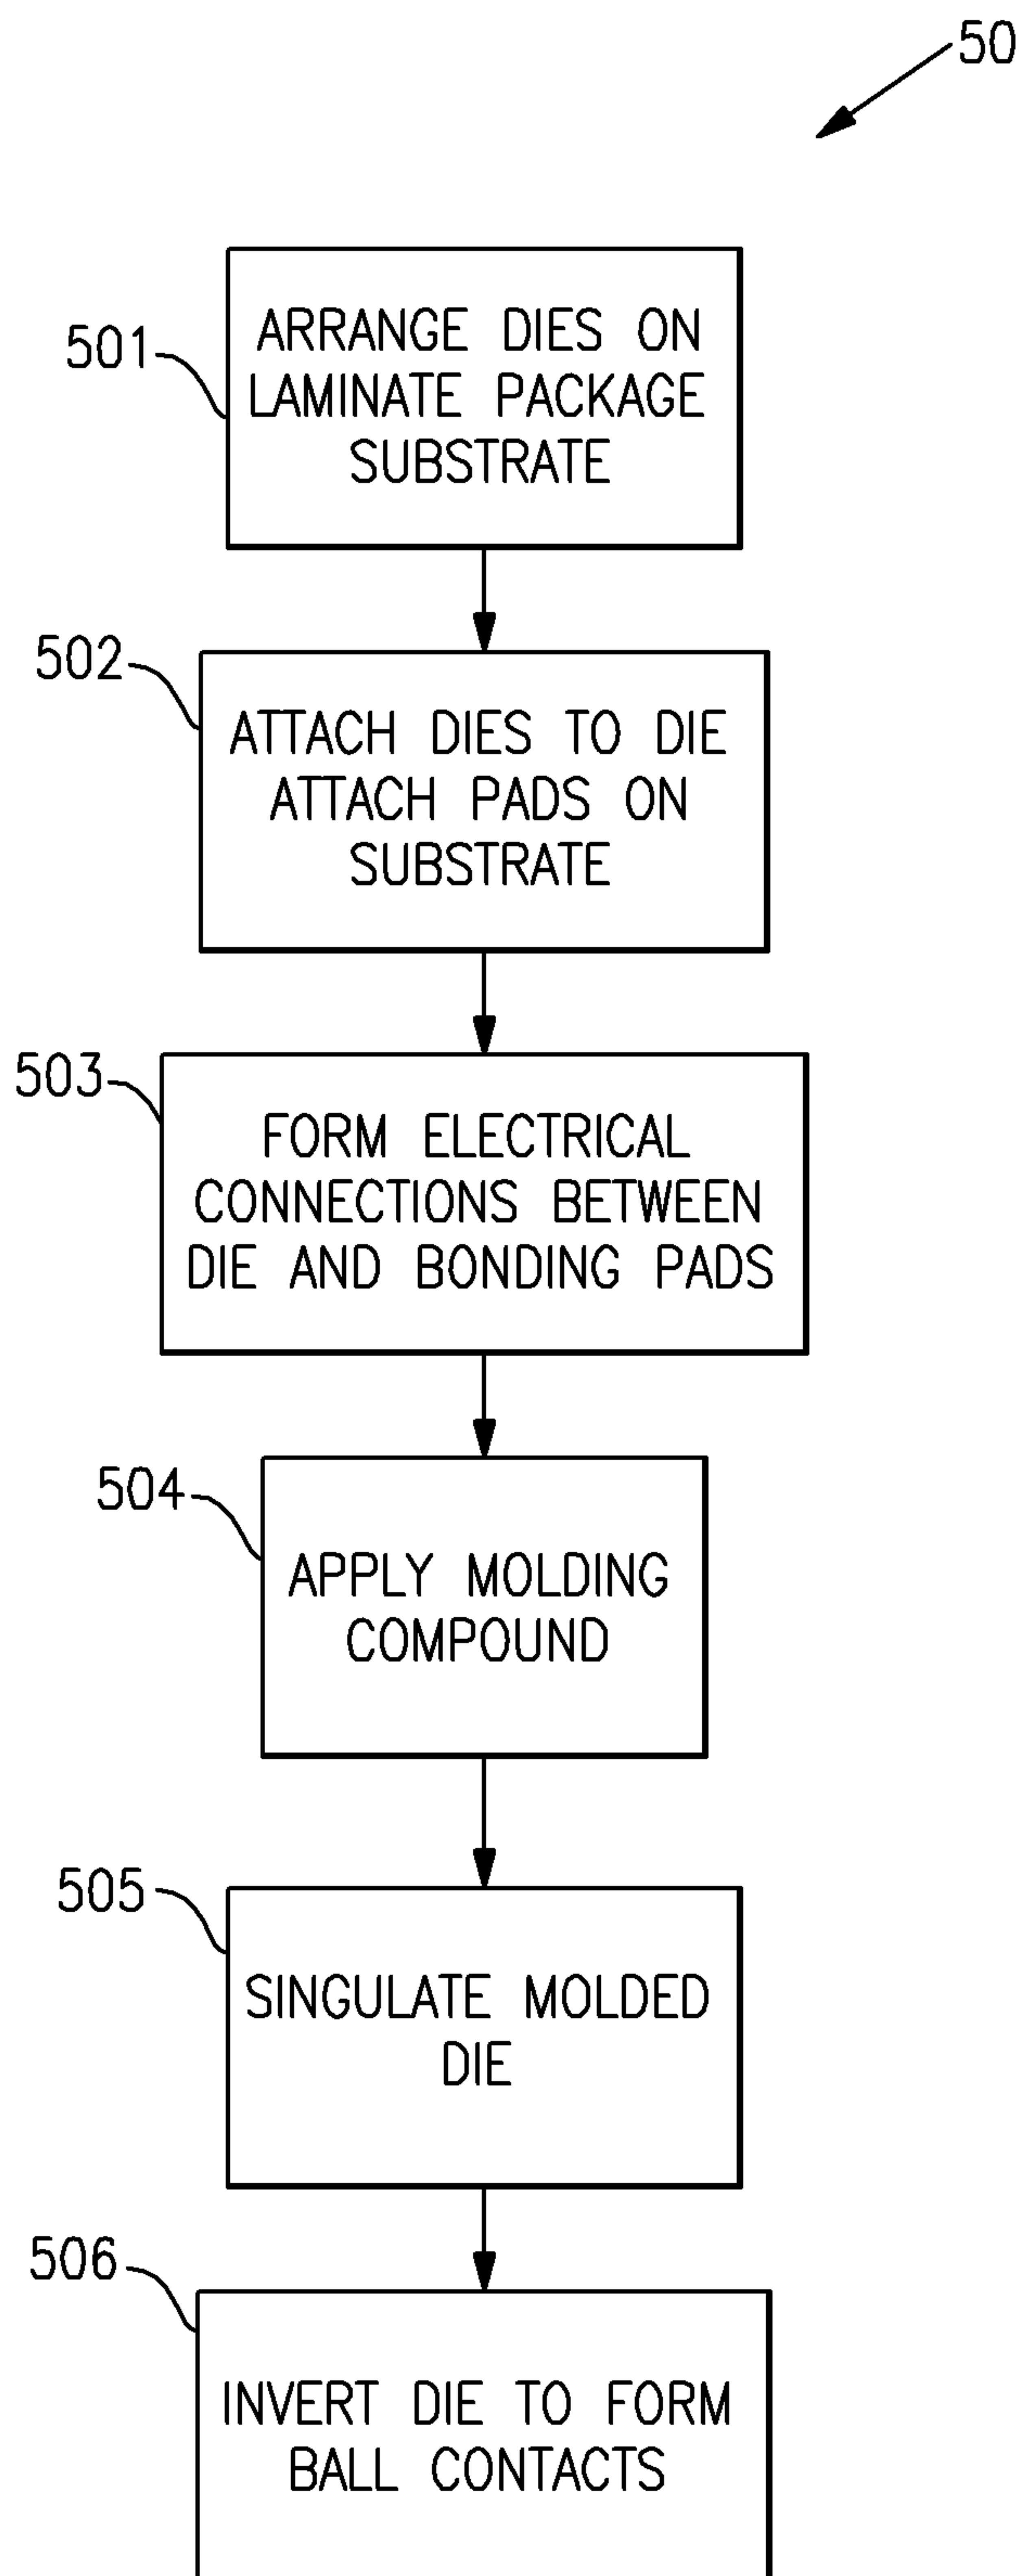 50
501
ARRANGE DIES ON
LAMINATE PACKAGE
SUBSTRATE
502
ATTACH DIES TO DIE
ATTACH PADS ON
SUBSTRATE
503
FORM ELECTRICAL
CONNECTIONS BETWEEN
DIE AND BONDING PADS
504
APPLY MOLDING
COMPOUND
505
SINGULATE MOLDED
DIE
506
INVERT DIE TO FORM
BALL CONTACTS